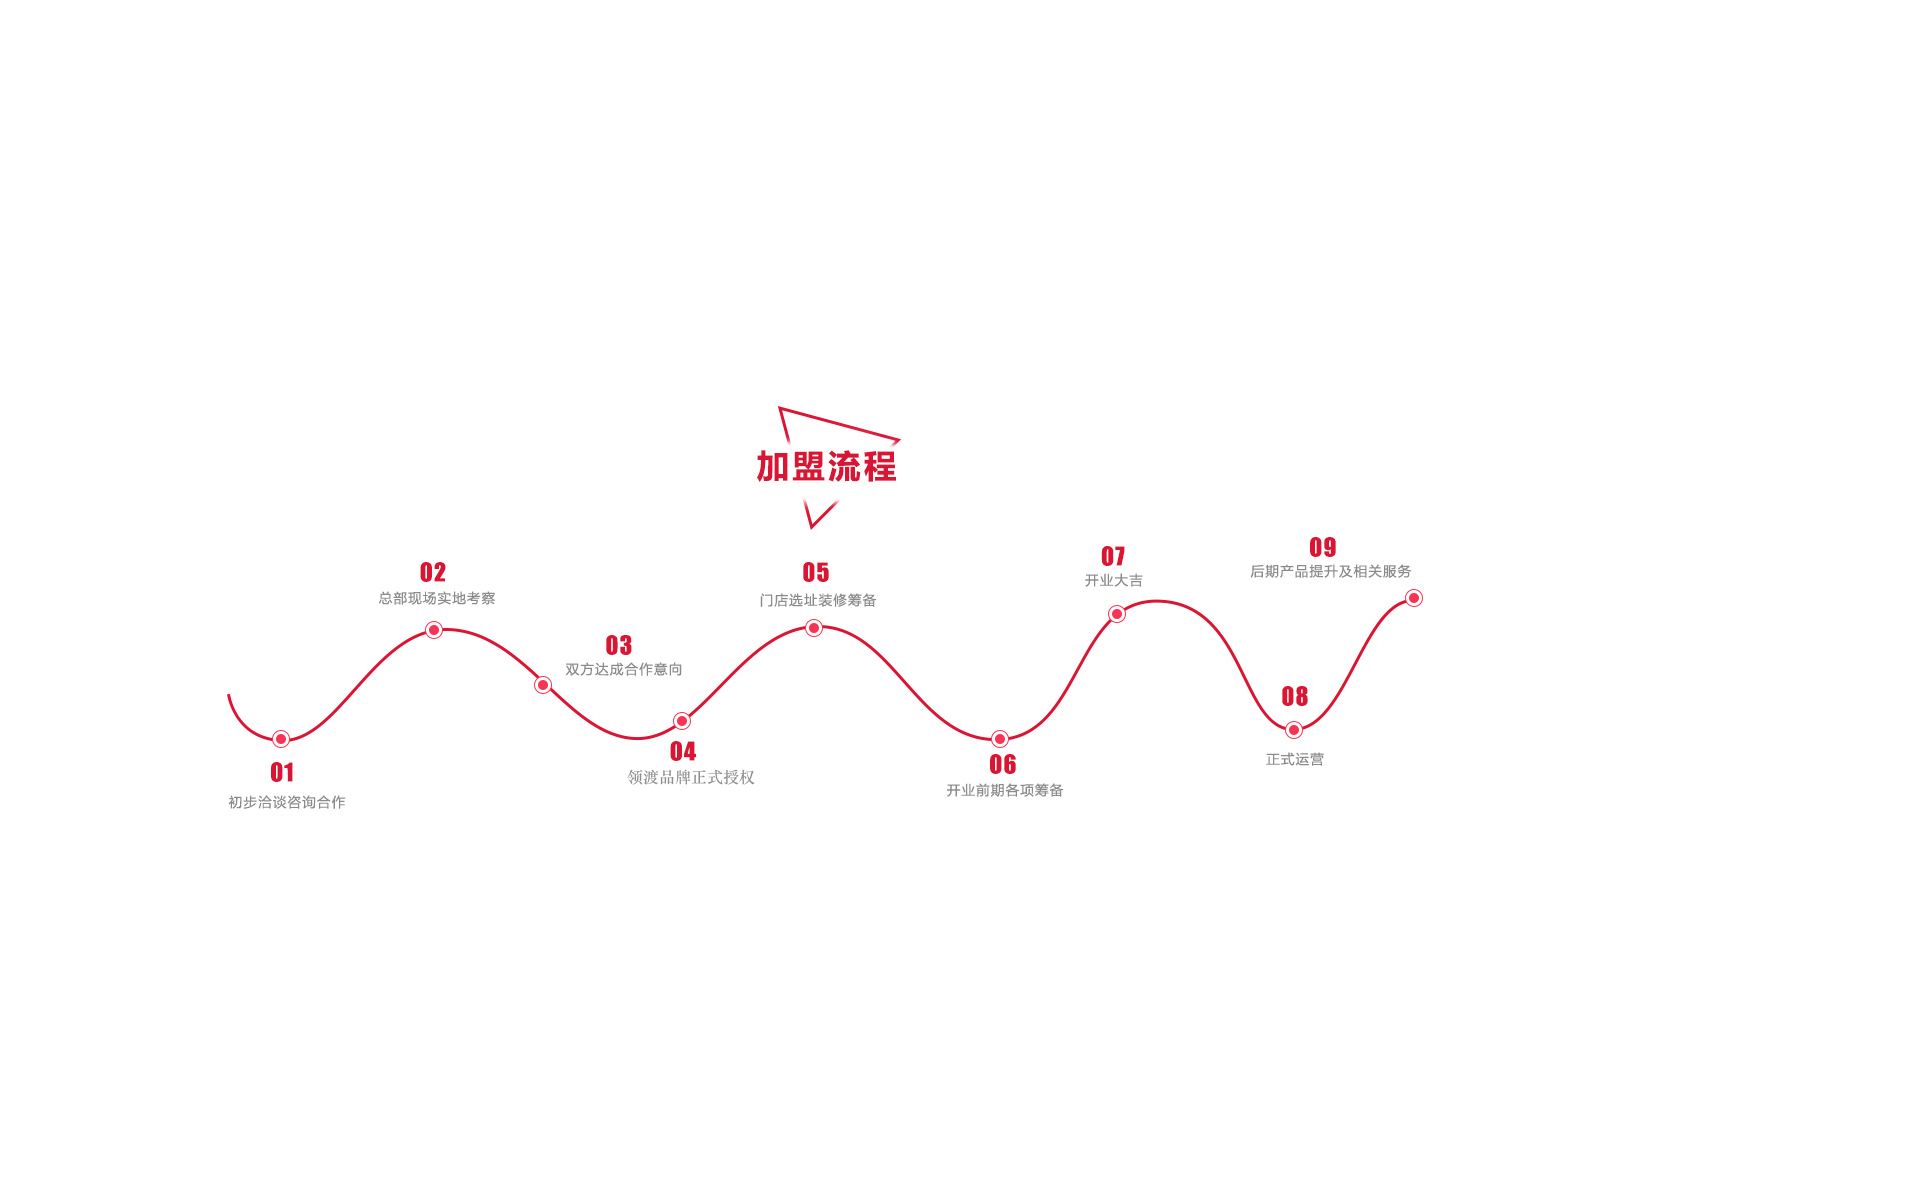 加盟流程
01
初步洽谈咨询合作
02
总部现场实地考察
03
双方达成合作意向
04
领渡品牌正式授权
05
门店选址装修筹备
06
开业前期各项筹备
07
开业大吉
08
正式运营
09
后期产品提升及相关服务